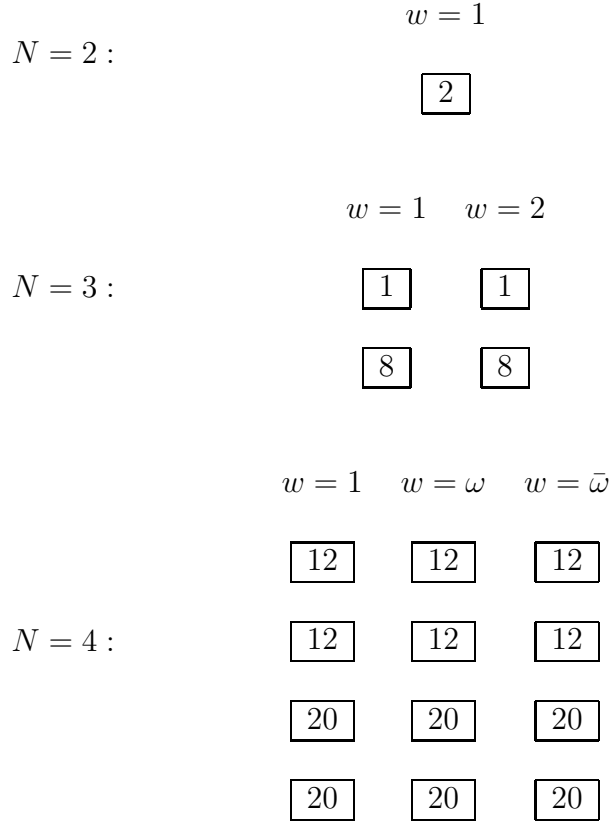 w = 1
N = 2 :
2
w = 1 w = 2
N = 3 : 1 1
8 8
w = 1 w = ω w = ω̄
12 12 12
N = 4 : 12 12 12
20 20 20
20 20 20